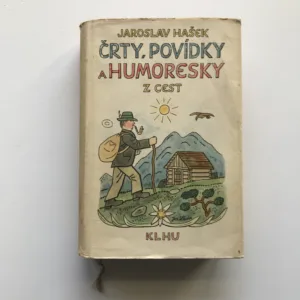 JAROSLAV HAŠEK
ČRTY, POVÍDKY
A HUMORESKY
Z CEST
KLHU